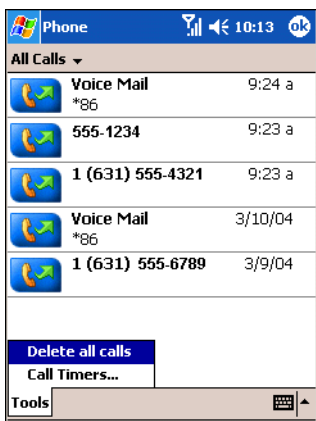 Phone 10:13 ok
All Calls
Voice Mail 9:24 a
*86
555-1234 9:23 a
1 (631) 555-4321 9:23 a
Voice Mail 3/10/04
*86
1 (631) 555-6789 3/9/04
Delete all calls
Call Timers...
Tools